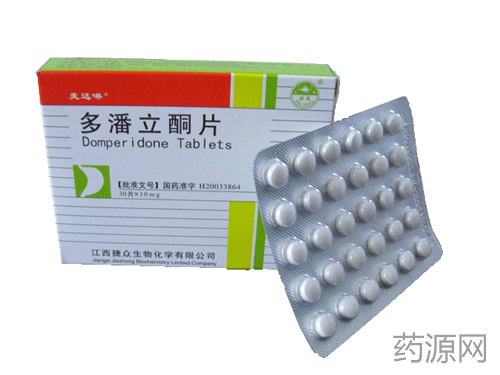 麦达啉®
多潘立酮片
Domperidone Tablets
【批准文号】国药准字 H20033864
30片×10mg
江西捷众生物化学有限公司
Jiangxi Jiezhong Biochemistry Limited Company
药源网